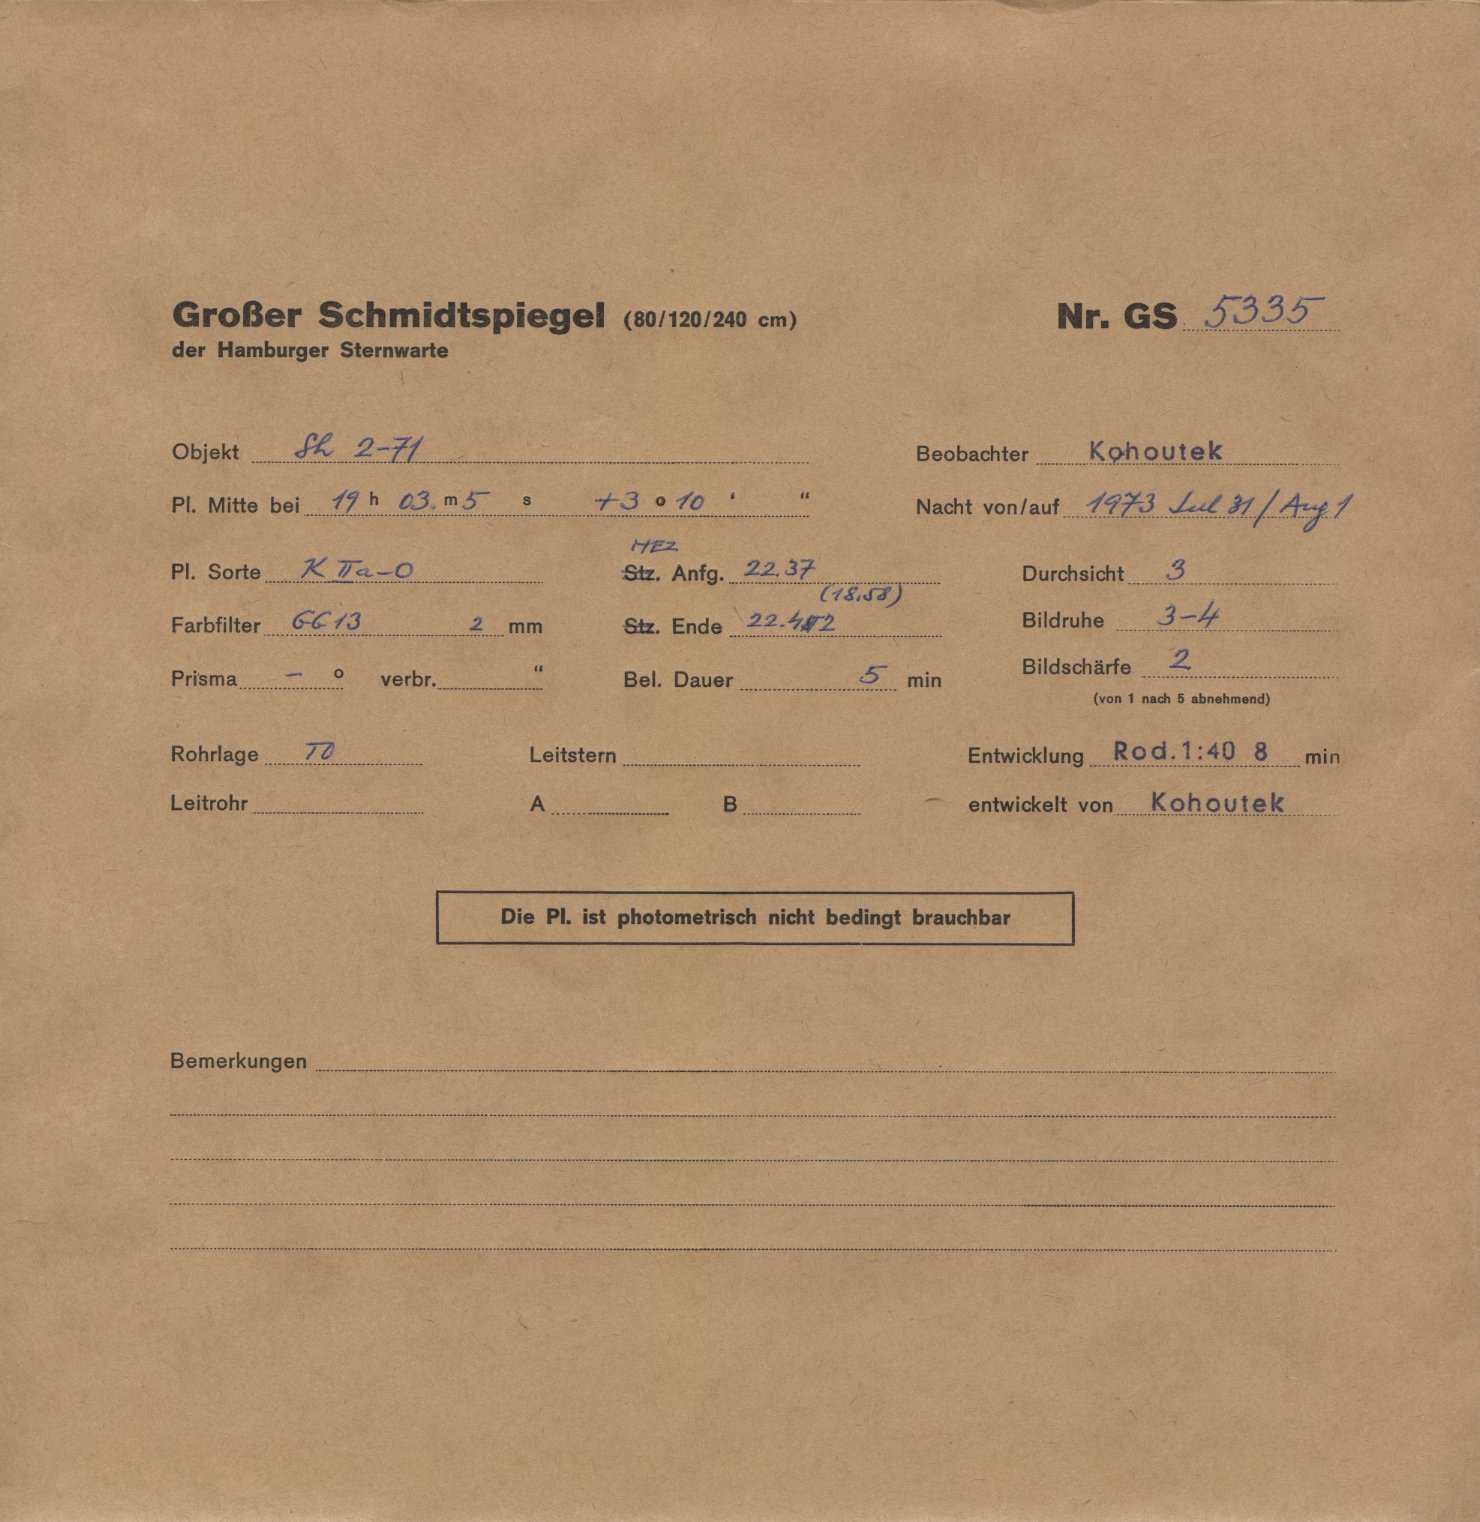 Großer Schmidtspiegel (80/120/240 cm) Nr. GS 5335
der Hamburger Sternwarte
Objekt Sh 2-71 Beobachter Kohoutek
Pl. Mitte bei 19 h 03. m 5 s +3 o 10 ' “ Nacht von/auf 1973 Jul 31 / Aug 1
MEZ
Pl. Sorte K IIa-O Stz. Anfg. 22.37 Durchsicht 3
(18.58)
Farbfilter GG 13 2 mm Stz. Ende 22.42 Bildruhe 3-4
Prisma – o verbr. “ Bel. Dauer 5 min Bildschärfe 2
(von 1 nach 5 abnehmend)
Rohrlage Leitstern Entwicklung Rod.1:40 8 min
Leitrohr A B entwickelt von Kohoutek
Die Pl. ist photometrisch nicht bedingt brauchbar
Bemerkungen